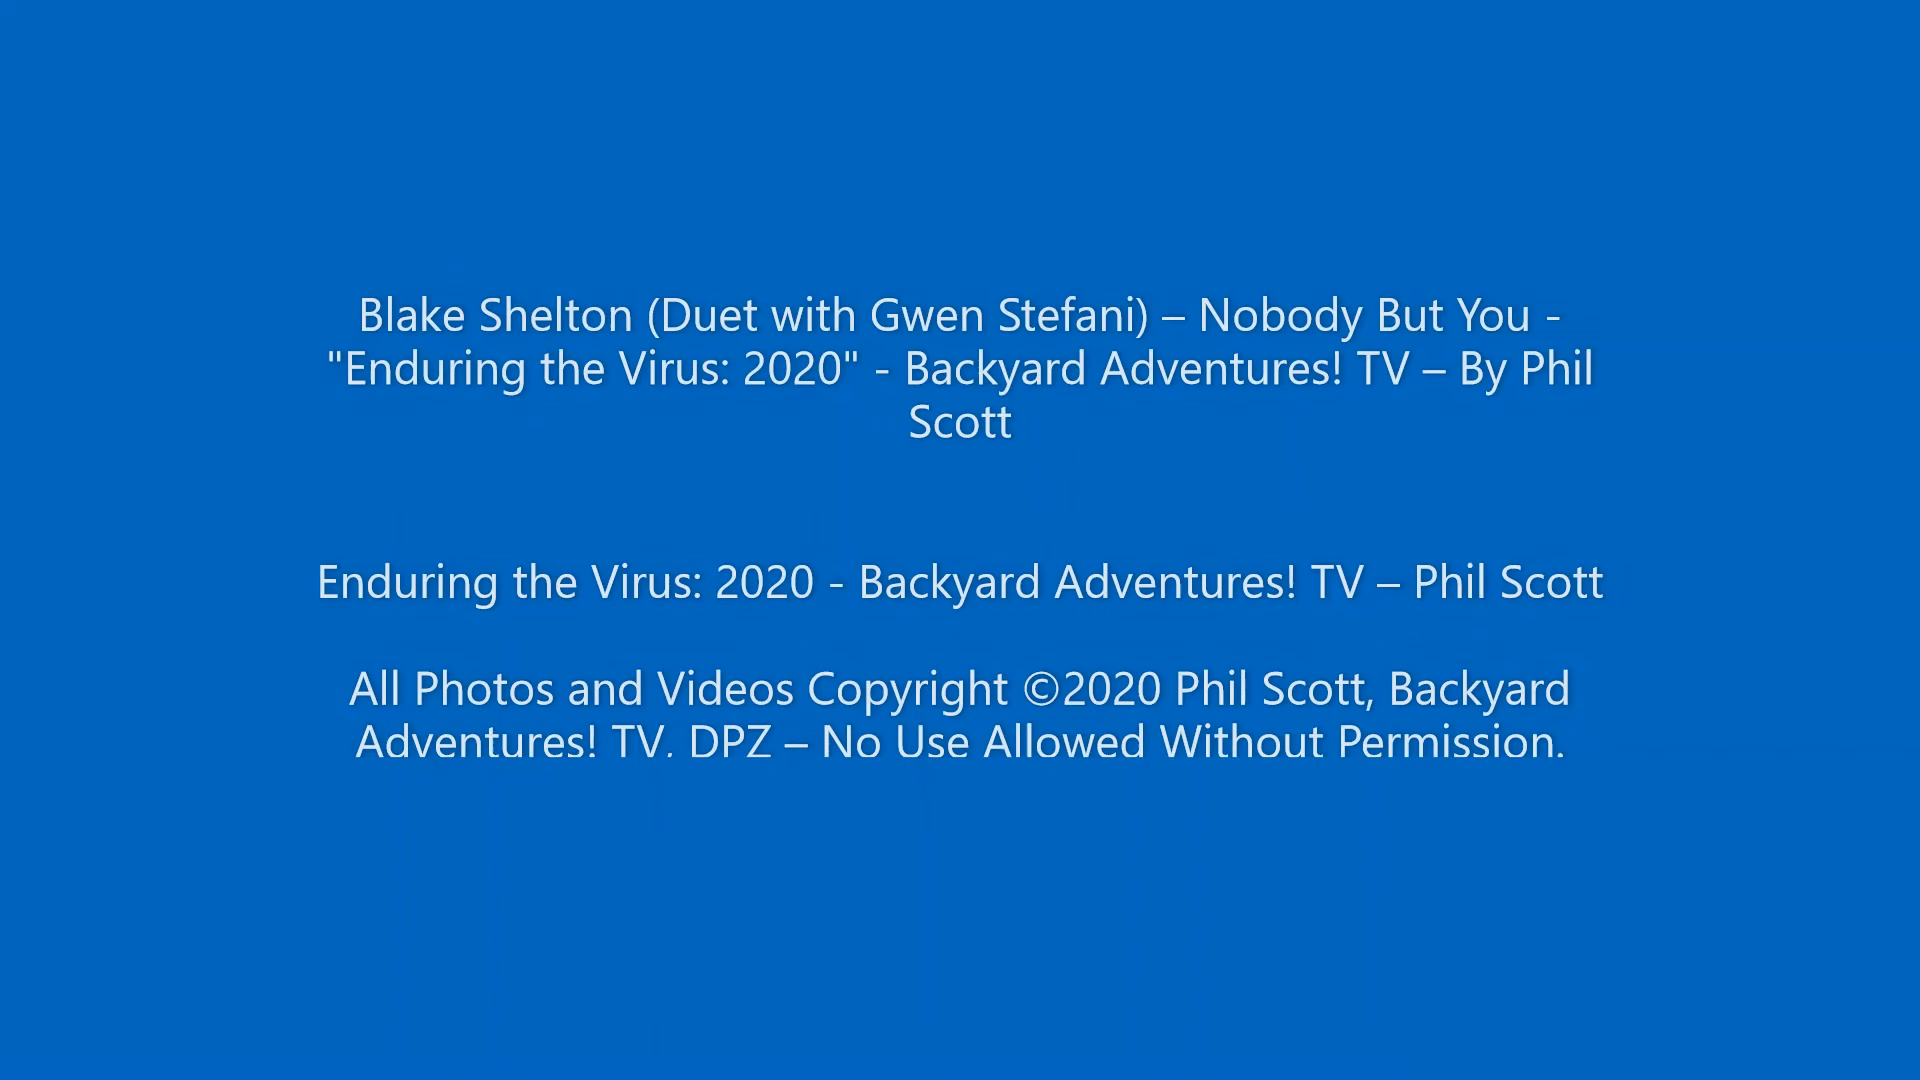 Blake Shelton (Duet with Gwen Stefani) – Nobody But You -
"Enduring the Virus: 2020" - Backyard Adventures! TV – By Phil
Scott
Enduring the Virus: 2020 - Backyard Adventures! TV – Phil Scott
All Photos and Videos Copyright ©2020 Phil Scott, Backyard
Adventures! TV. DPZ – No Use Allowed Without Permission.